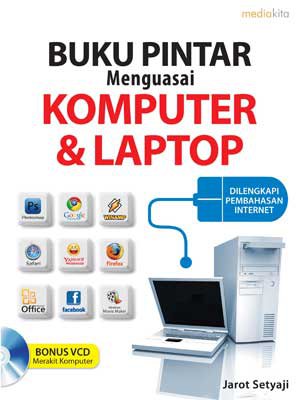 mediakita
BUKU PINTAR
Menguasai
KOMPUTER
& LAPTOP
DILENGKAPI
PEMBAHASAN
INTERNET
Photoshop
Google
WINAMP
Safari
Yahoo!
Firefox
Office
facebook
Movie Maker
BONUS VCD
Merakit Komputer
Jarot Setyaji